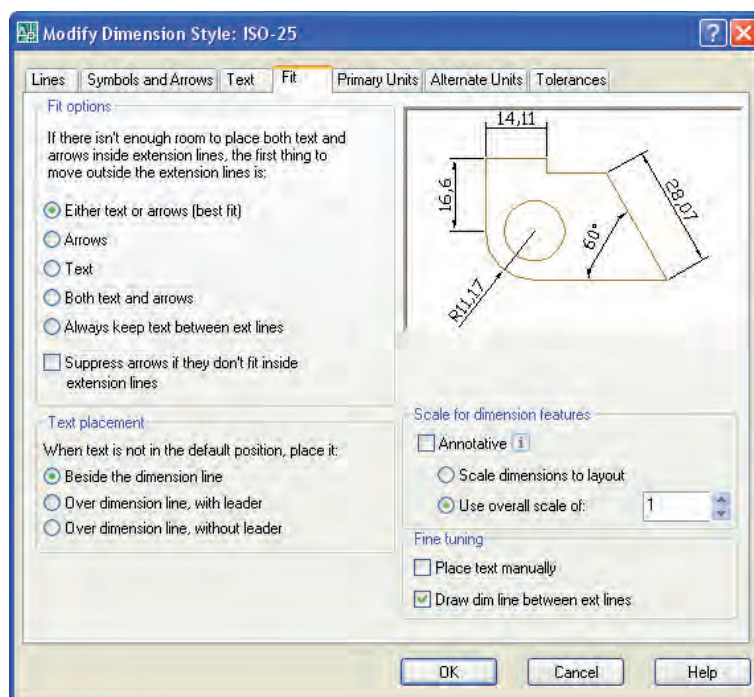 Modify Dimension Style: ISO-25
Lines
Symbols and Arrows
Text
Fit
Primary Units
Alternate Units
Tolerances
Fit options
If there isn't enough room to place both text and
arrows inside extension lines, the first thing to
move outside the extension lines is:
Either text or arrows (best fit)
Arrows
Text
Both text and arrows
Always keep text between ext lines
Suppress arrows if they don't fit inside
extension lines
Text placement
When text is not in the default position, place it:
Beside the dimension line
Over dimension line, with leader
Over dimension line, without leader
14,11
16,6
28,07
60°
R11,17
Scale for dimension features
Annotative
Scale dimensions to layout
Use overall scale of:
1
Fine tuning
Place text manually
Draw dim line between ext lines
OK
Cancel
Help